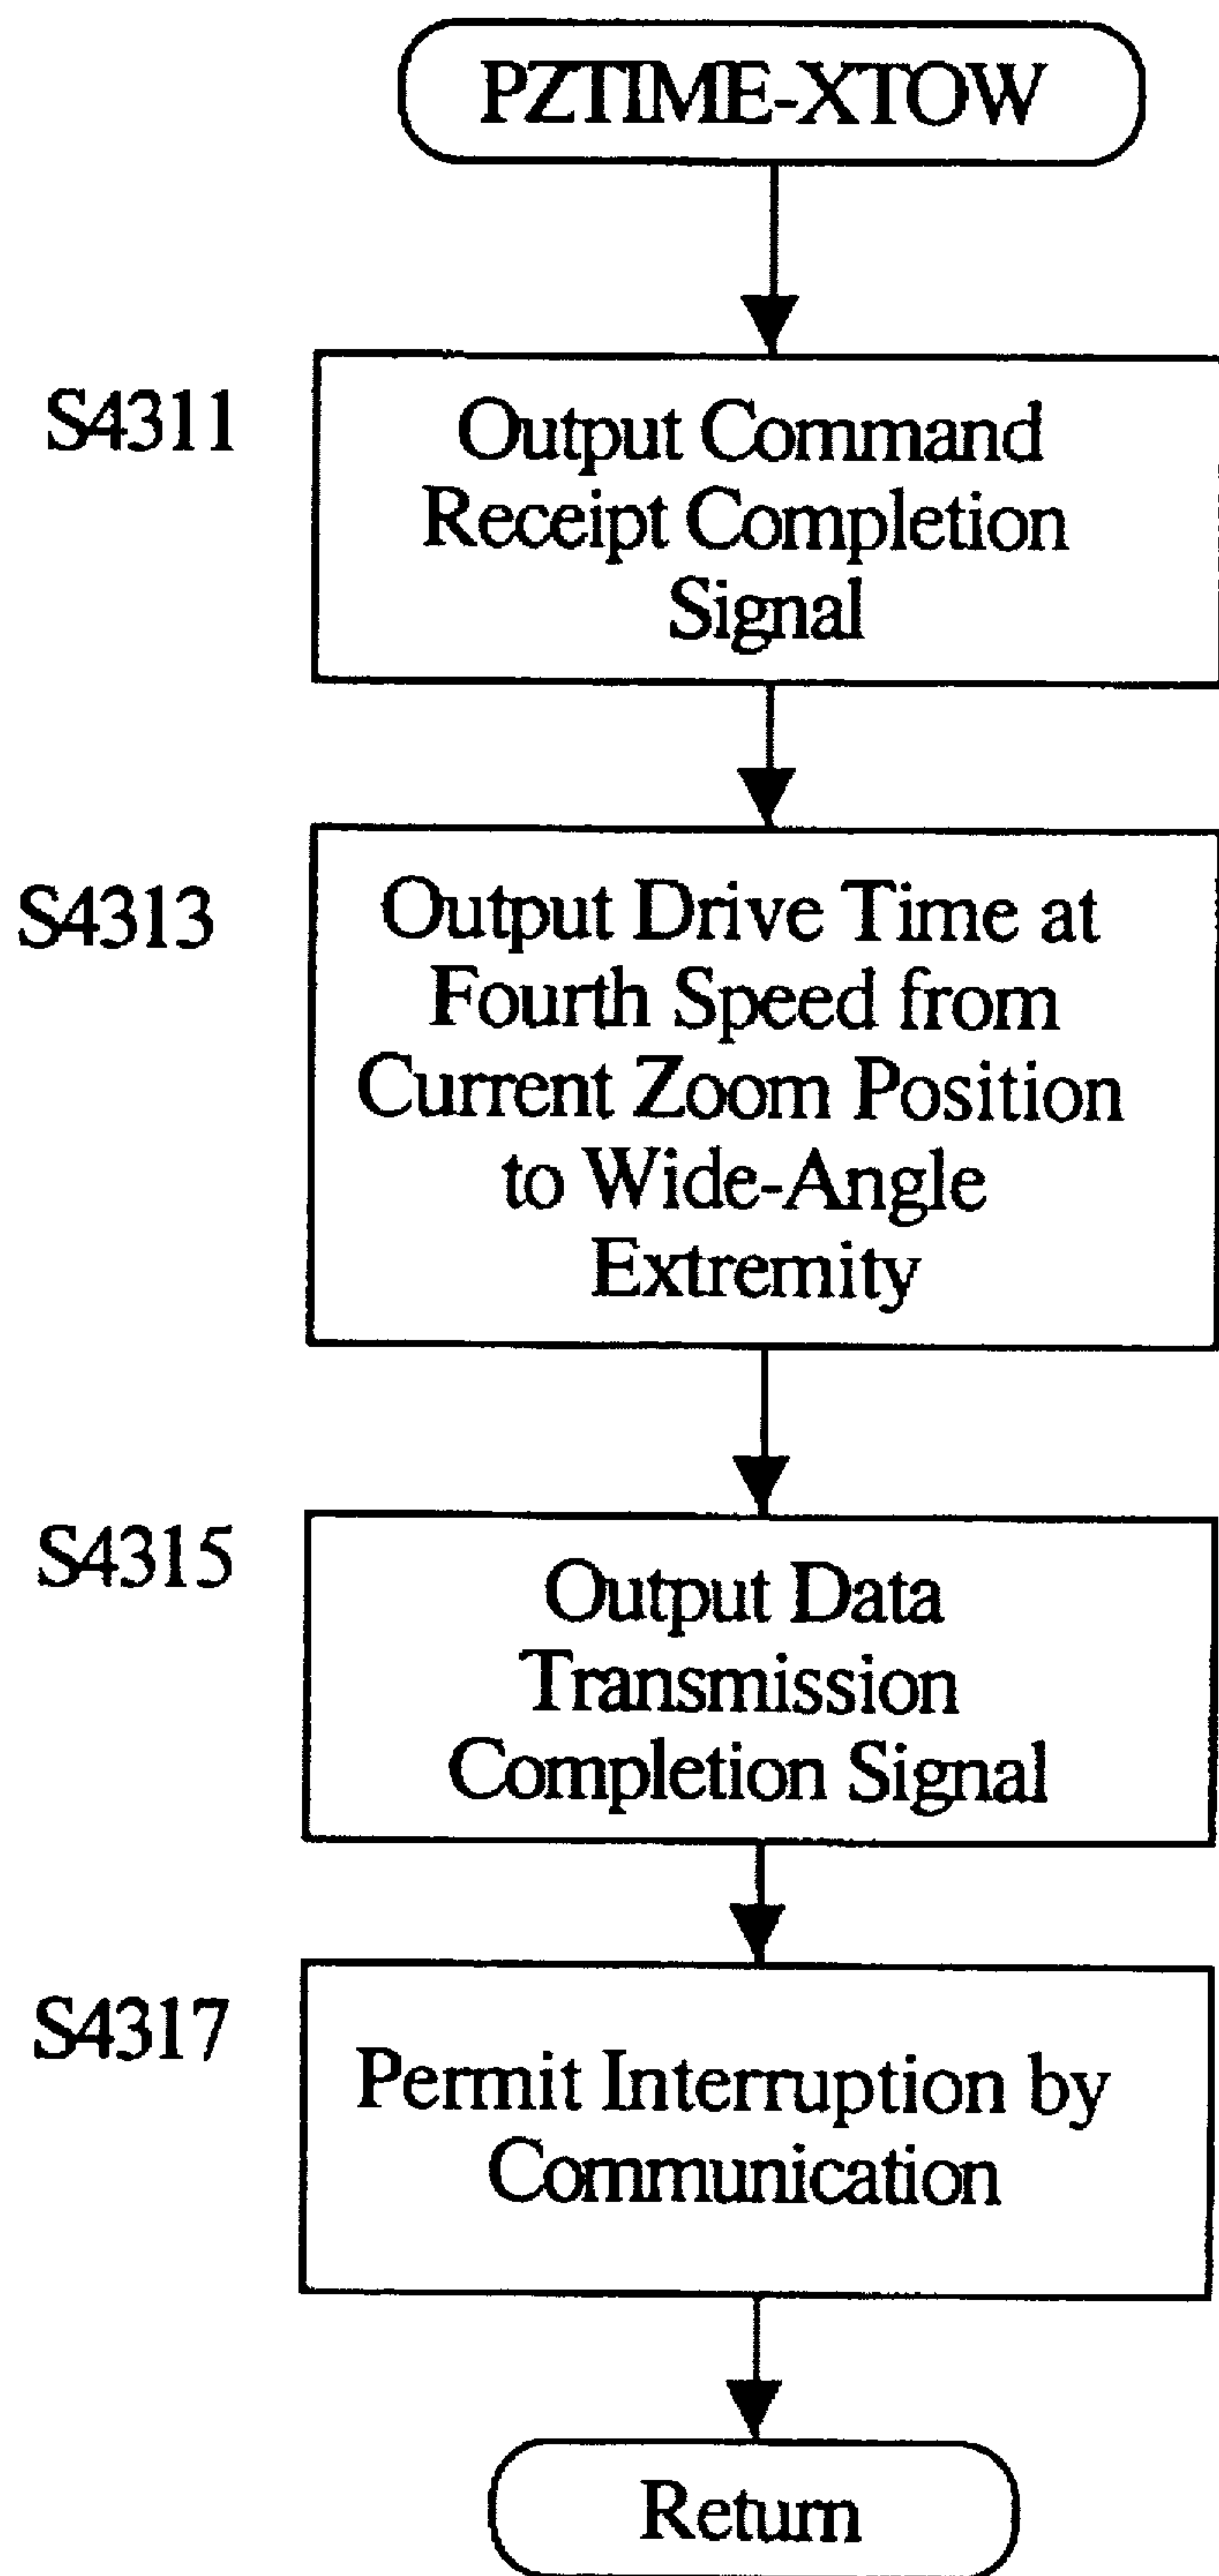 PZTIME-XTOW
S4311
Output Command
Receipt Completion
Signal
S4313
Output Drive Time at
Fourth Speed from
Current Zoom Position
to Wide-Angle
Extremity
S4315
Output Data
Transmission
Completion Signal
S4317
Permit Interruption by
Communication
Return